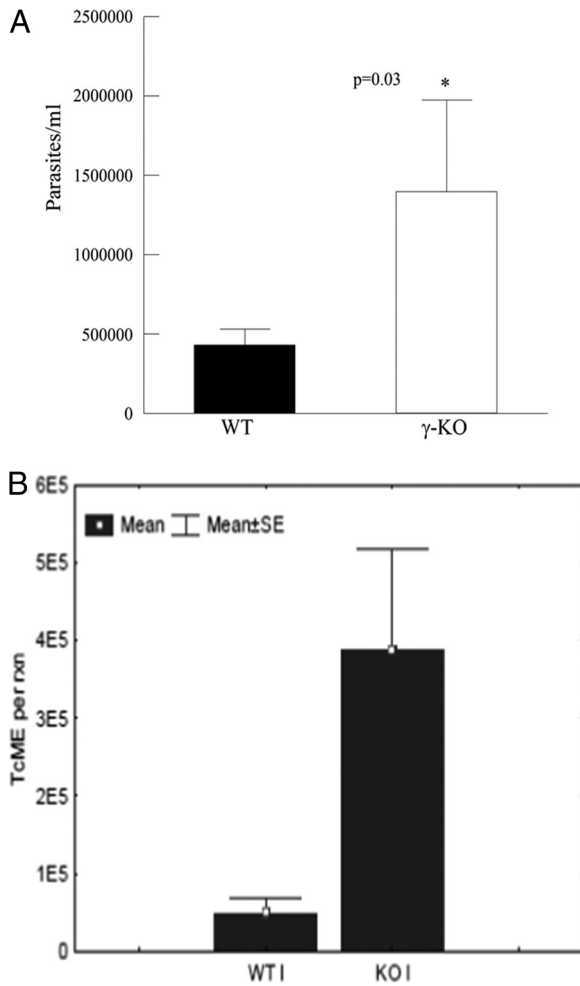 A
2500000
2000000
1500000
1000000
500000
0
Parasites/ml
p=0.03
*
WT
γ-KO
B
6E5
5E5
4E5
3E5
2E5
1E5
0
TcME per rxn
Mean
Mean±SE
WT I
KO I